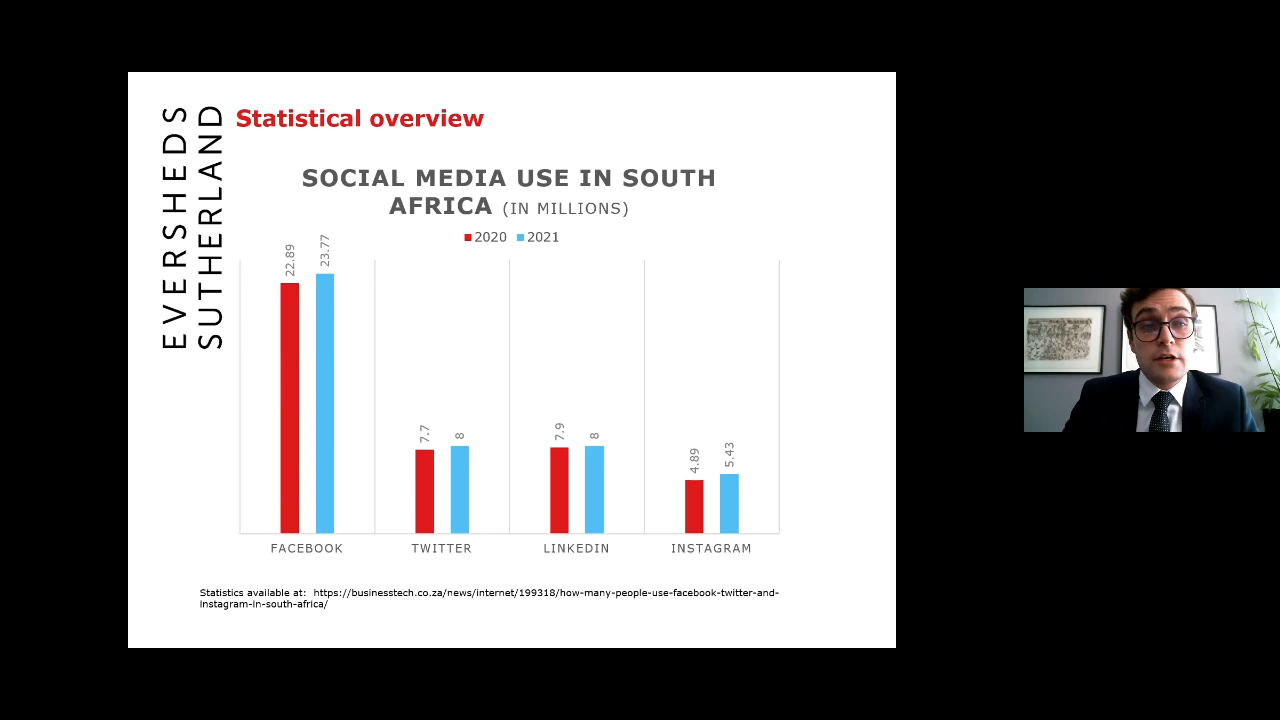 EVERSHEDS
SUTHERLAND
Statistical overview
SOCIAL MEDIA USE IN SOUTH
AFRICA (IN MILLIONS)
2020 2021
22.89 23.77
7.7 8
7.9 8
4.89 5.43
FACEBOOK TWITTER LINKEDIN INSTAGRAM
Statistics available at: https://businesstech.co.za/news/internet/199318/how-many-people-use-facebook-twitter-and-
instagram-in-south-africa/